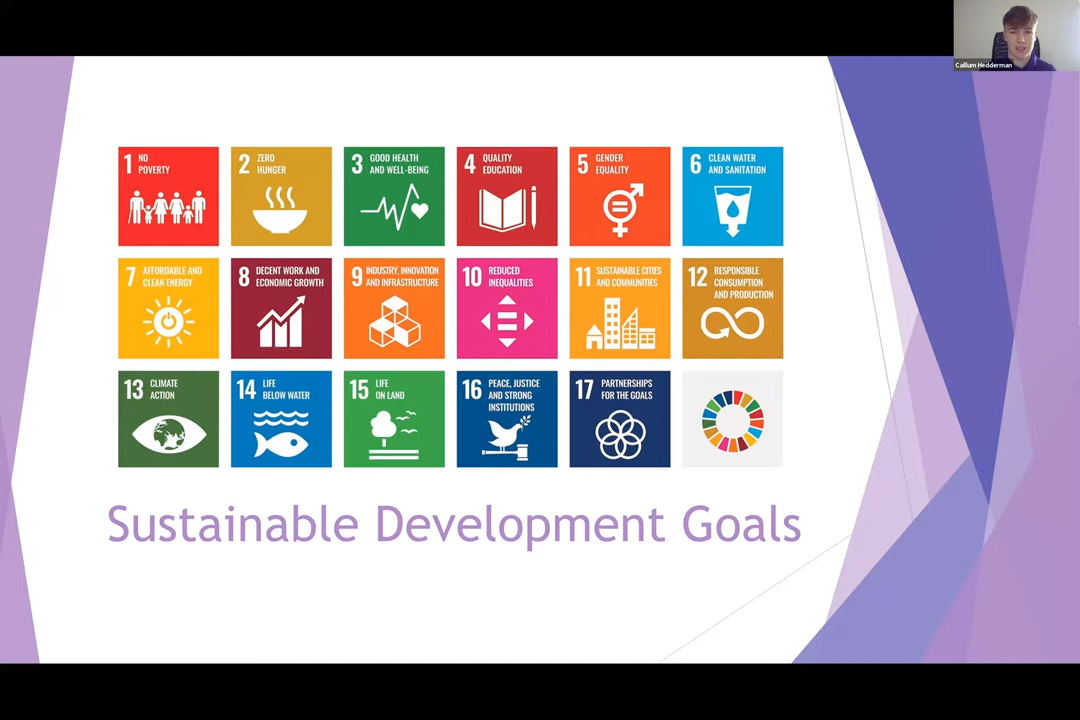 Caillum Hedderman
1 NO
POVERTY
2 ZERO
HUNGER
3 GOOD HEALTH
AND WELL-BEING
4 QUALITY
EDUCATION
5 GENDER
EQUALITY
6 CLEAN WATER
AND SANITATION
7 AFFORDABLE AND
CLEAN ENERGY
8 DECENT WORK AND
ECONOMIC GROWTH
9 INDUSTRY, INNOVATION
AND INFRASTRUCTURE
10 REDUCED
INEQUALITIES
11 SUSTAINABLE CITIES
AND COMMUNITIES
12 RESPONSIBLE
CONSUMPTION
AND PRODUCTION
13 CLIMATE
ACTION
14 LIFE
BELOW WATER
15 LIFE
ON LAND
16 PEACE, JUSTICE
AND STRONG
INSTITUTIONS
17 PARTNERSHIPS
FOR THE GOALS
Sustainable Development Goals